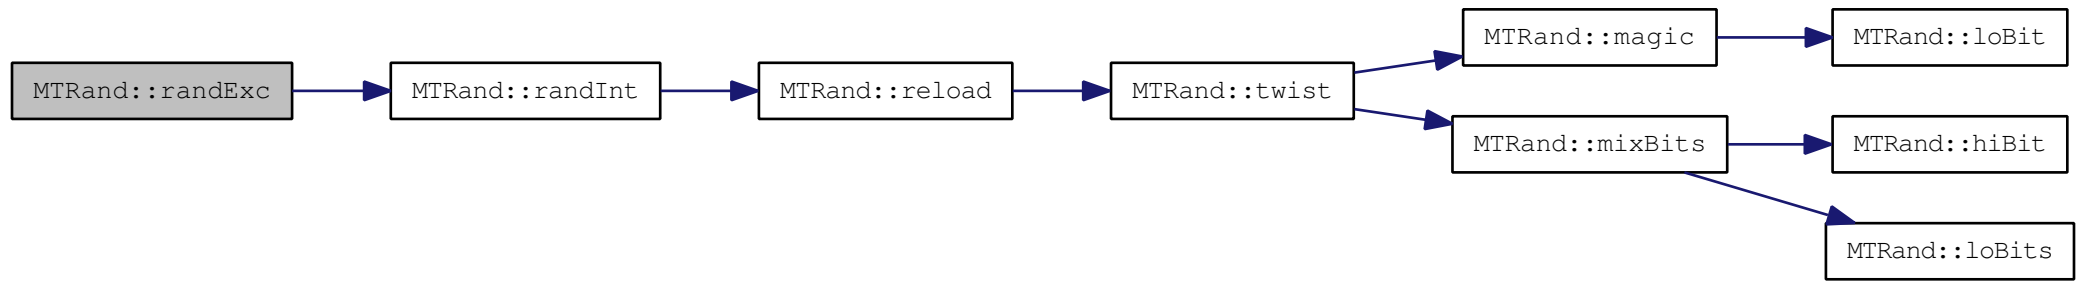 MTRand::randExc
MTRand::randInt
MTRand::reload
MTRand::twist
MTRand::magic
MTRand::loBit
MTRand::mixBits
MTRand::hiBit
MTRand::loBits